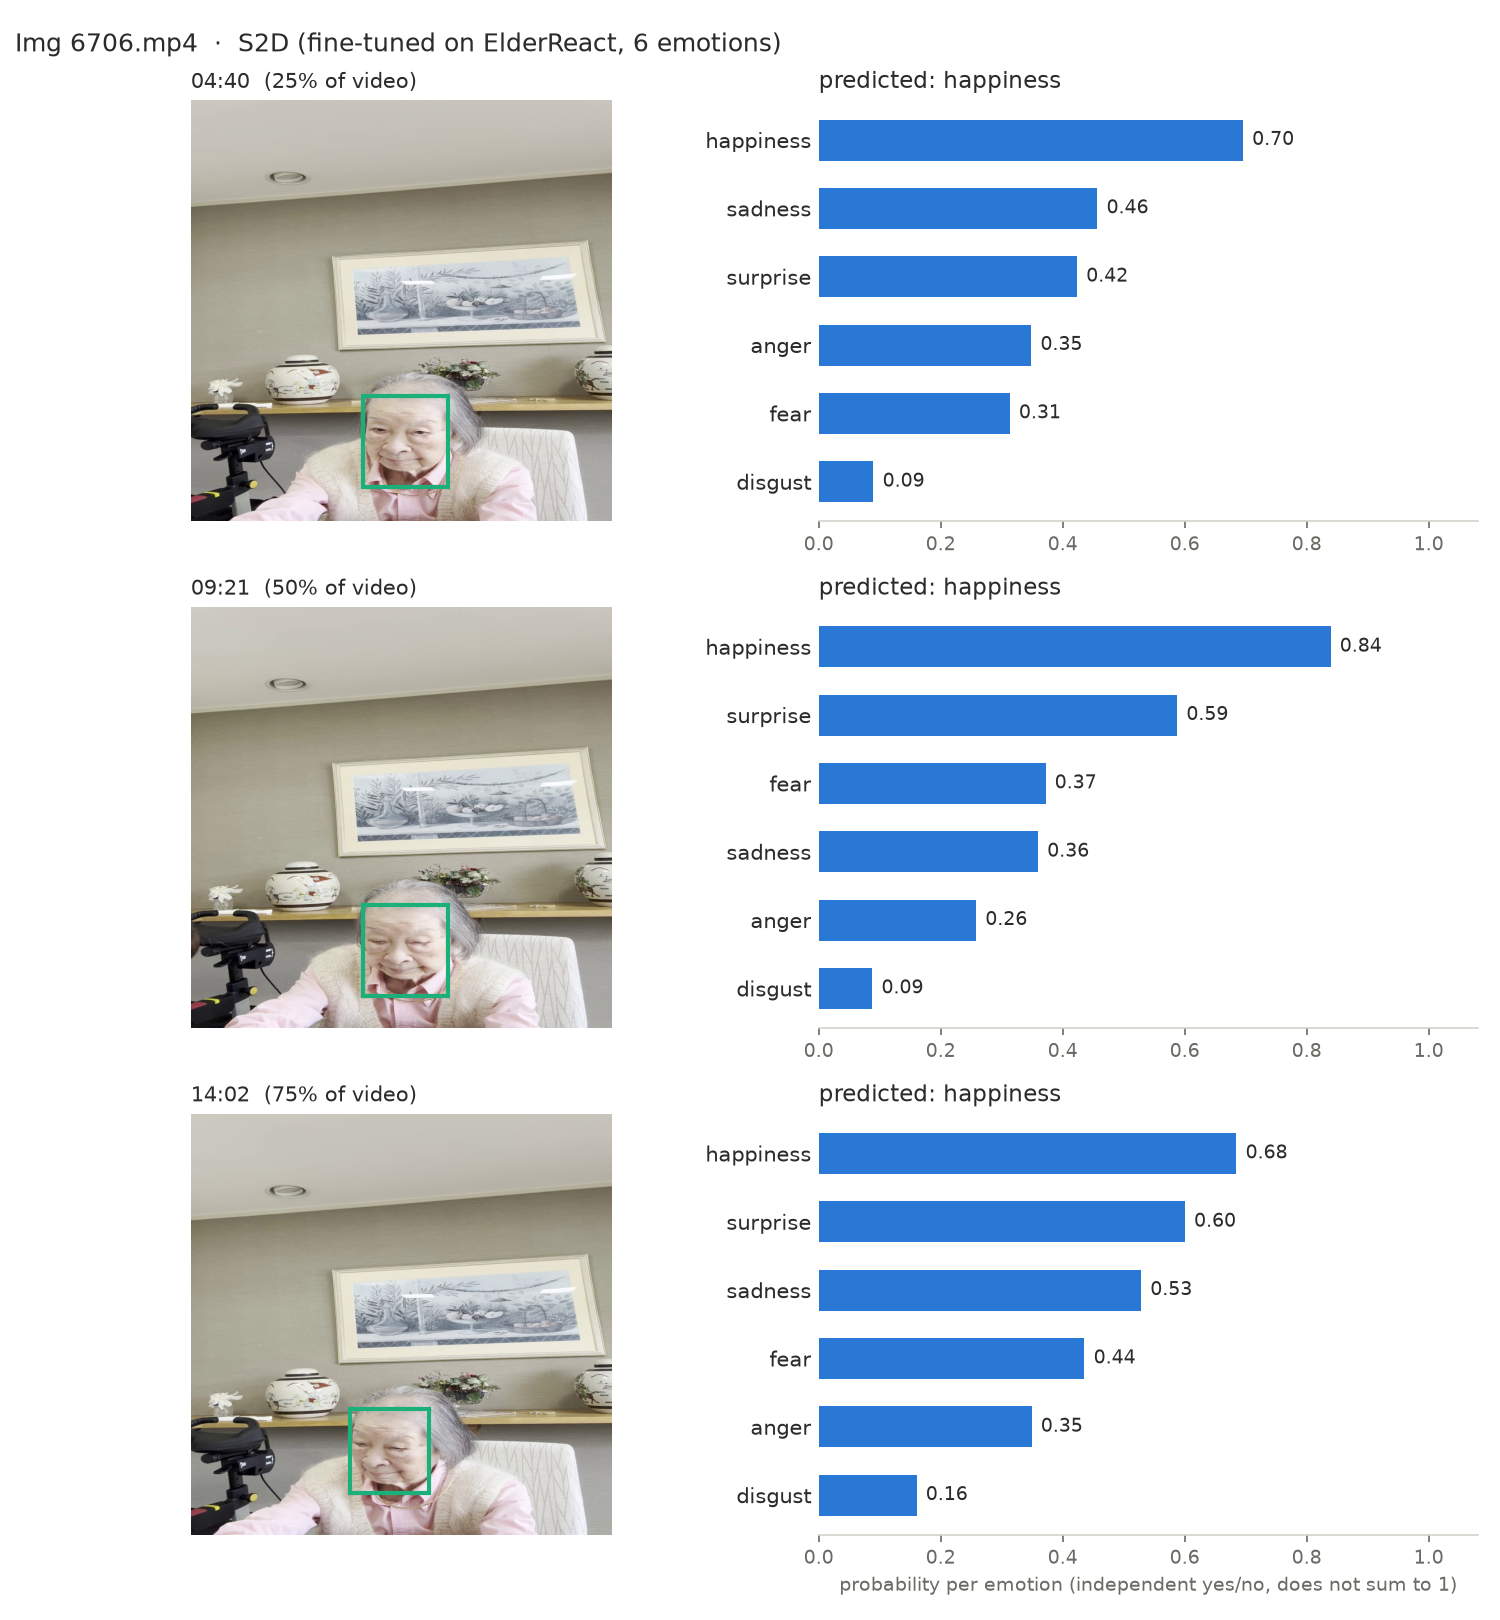 Img 6706.mp4 · S2D (fine-tuned on ElderReact, 6 emotions)
04:40 (25% of video)
predicted: happiness
happiness 0.70
sadness 0.46
surprise 0.42
anger 0.35
fear 0.31
disgust 0.09
0.0 0.2 0.4 0.6 0.8 1.0
09:21 (50% of video)
predicted: happiness
happiness 0.84
surprise 0.59
fear 0.37
sadness 0.36
anger 0.26
disgust 0.09
0.0 0.2 0.4 0.6 0.8 1.0
14:02 (75% of video)
predicted: happiness
happiness 0.68
surprise 0.60
sadness 0.53
fear 0.44
anger 0.35
disgust 0.16
0.0 0.2 0.4 0.6 0.8 1.0
probability per emotion (independent yes/no, does not sum to 1)